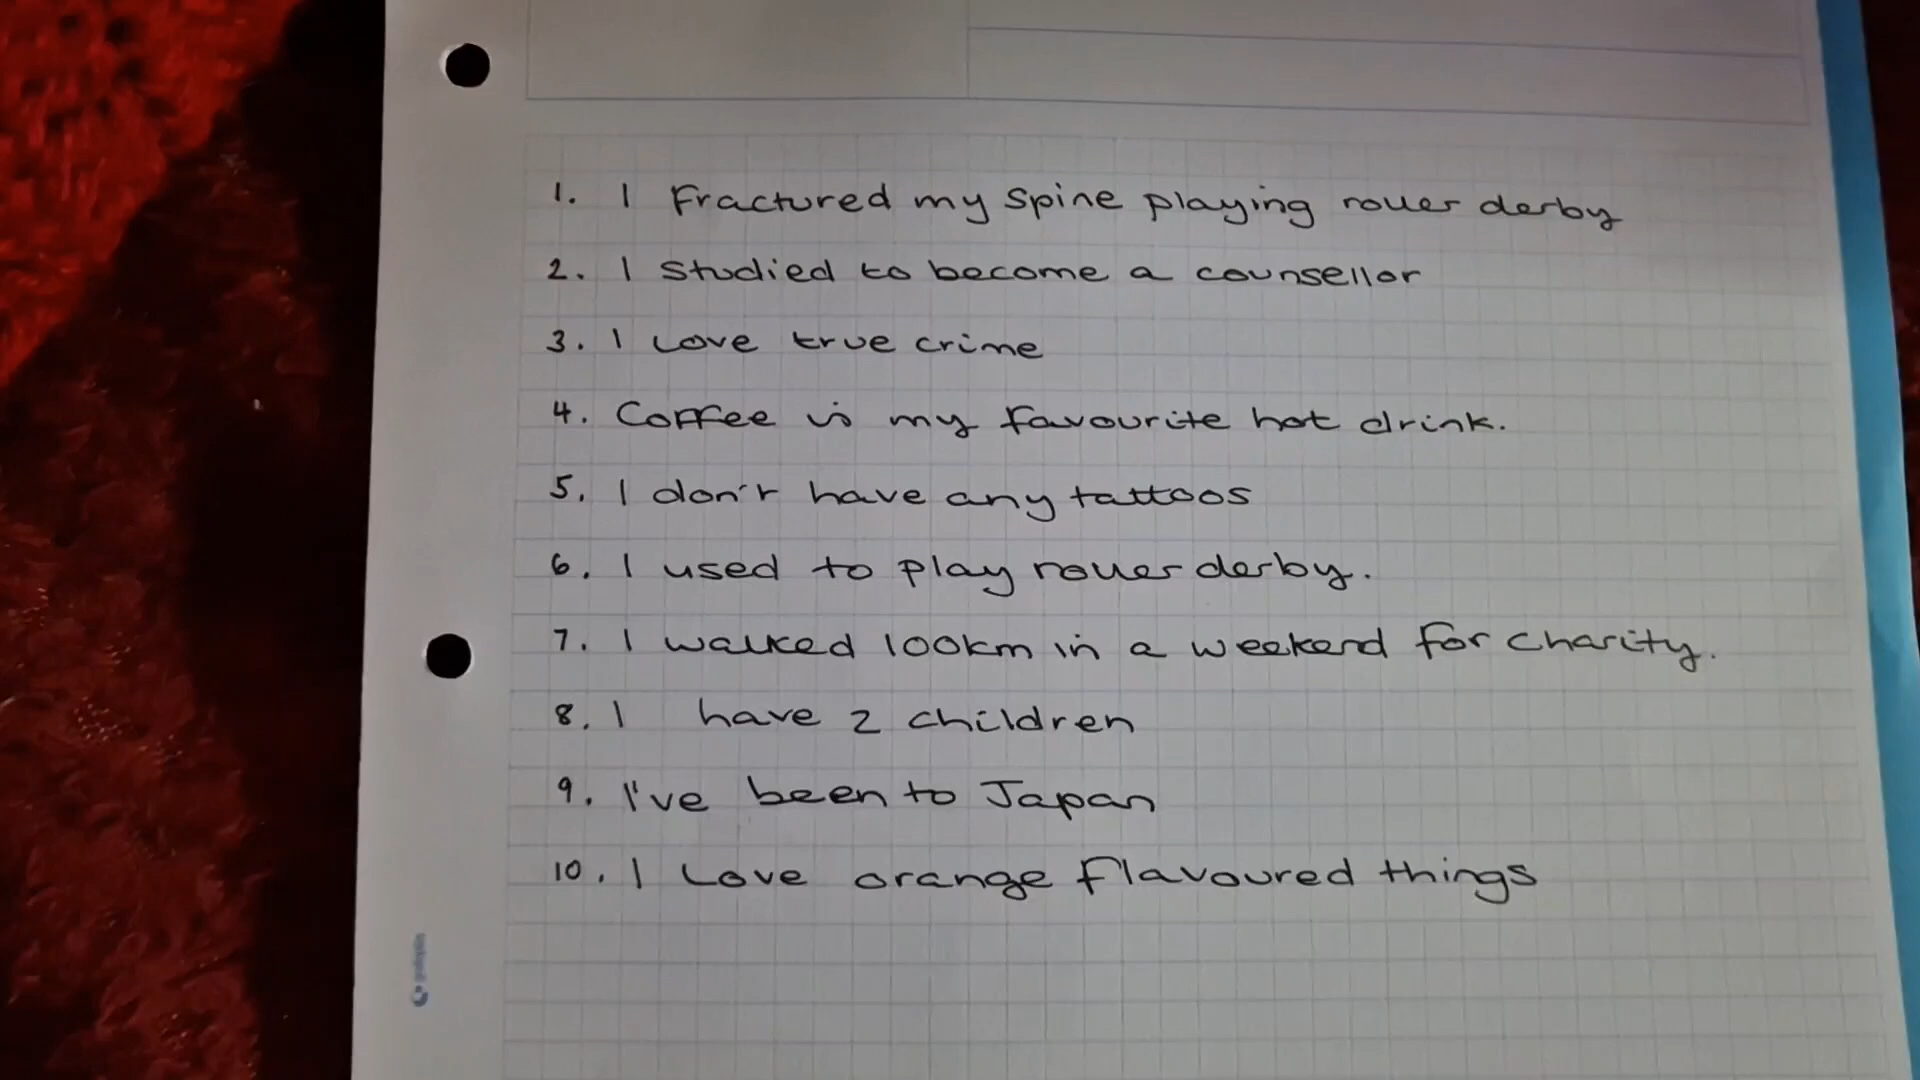 1. I Fractured my spine playing roller derby
2. I studied to become a counsellor
3. I Love true crime
4. Coffee is my favourite hot drink.
5. I don't have any tattoos
6. I used to play roller derby.
7. I walked 100km in a weekend for charity.
8. I have 2 children
9. I've been to Japan
10. I Love orange flavoured things